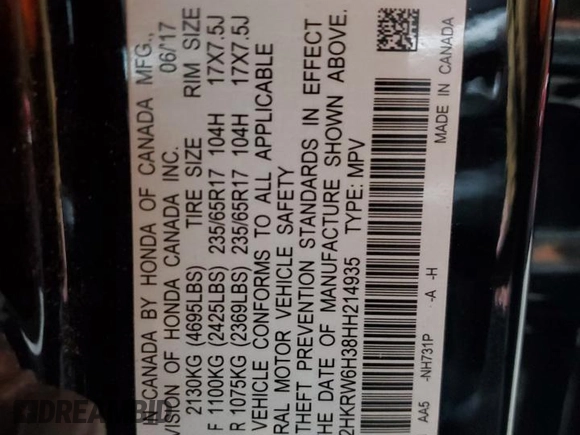 IN CANADA BY HONDA OF CANADA MFG.,
VISION OF HONDA CANADA INC. 06/17
2130KG (4695LBS) TIRE SIZE RIM SIZE
F 1100KG (2425LBS) 235/65R17 104H 17X7.5J
R 1075KG (2369LBS) 235/65R17 104H 17X7.5J
VEHICLE CONFORMS TO ALL APPLICABLE
RAL MOTOR VEHICLE SAFETY
THEFT PREVENTION STANDARDS IN EFFECT
HE DATE OF MANUFACTURE SHOWN ABOVE.
2HKRW6H38HH214935 TYPE: MPV
AA5 -NH731P -A -H
MADE IN CANADA
DREAMBID